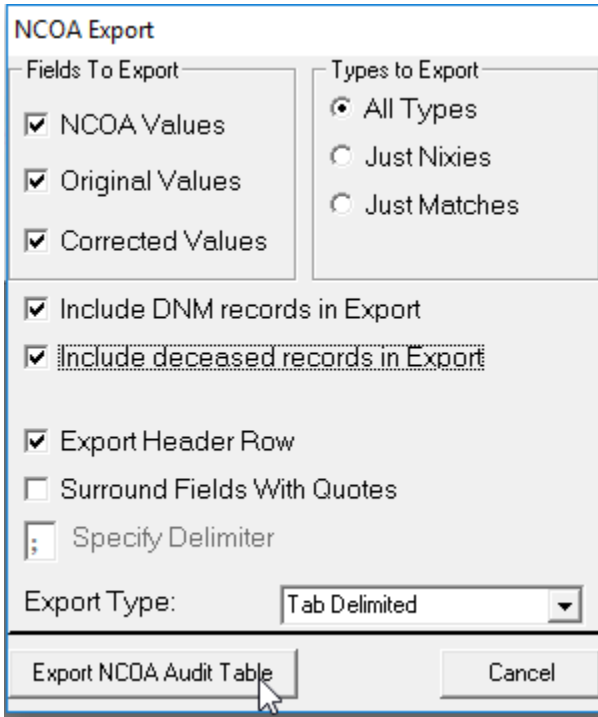 NCOA Export
Fields To Export
NCOA Values
Original Values
Corrected Values
Types to Export
All Types
Just Nixies
Just Matches
Include DNM records in Export
Include deceased records in Export
Export Header Row
Surround Fields With Quotes
; Specify Delimiter
Export Type: Tab Delimited
Export NCOA Audit Table Cancel